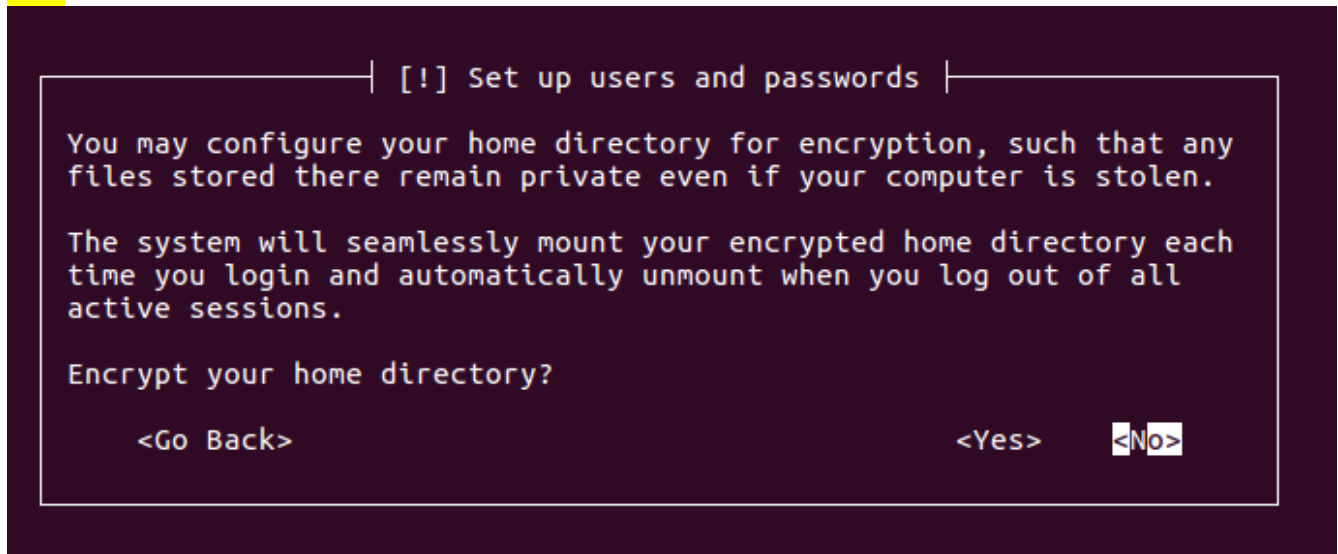 [!] Set up users and passwords
You may configure your home directory for encryption, such that any
files stored there remain private even if your computer is stolen.
The system will seamlessly mount your encrypted home directory each
time you login and automatically unmount when you log out of all
active sessions.
Encrypt your home directory?
<Go Back> <Yes> <No>